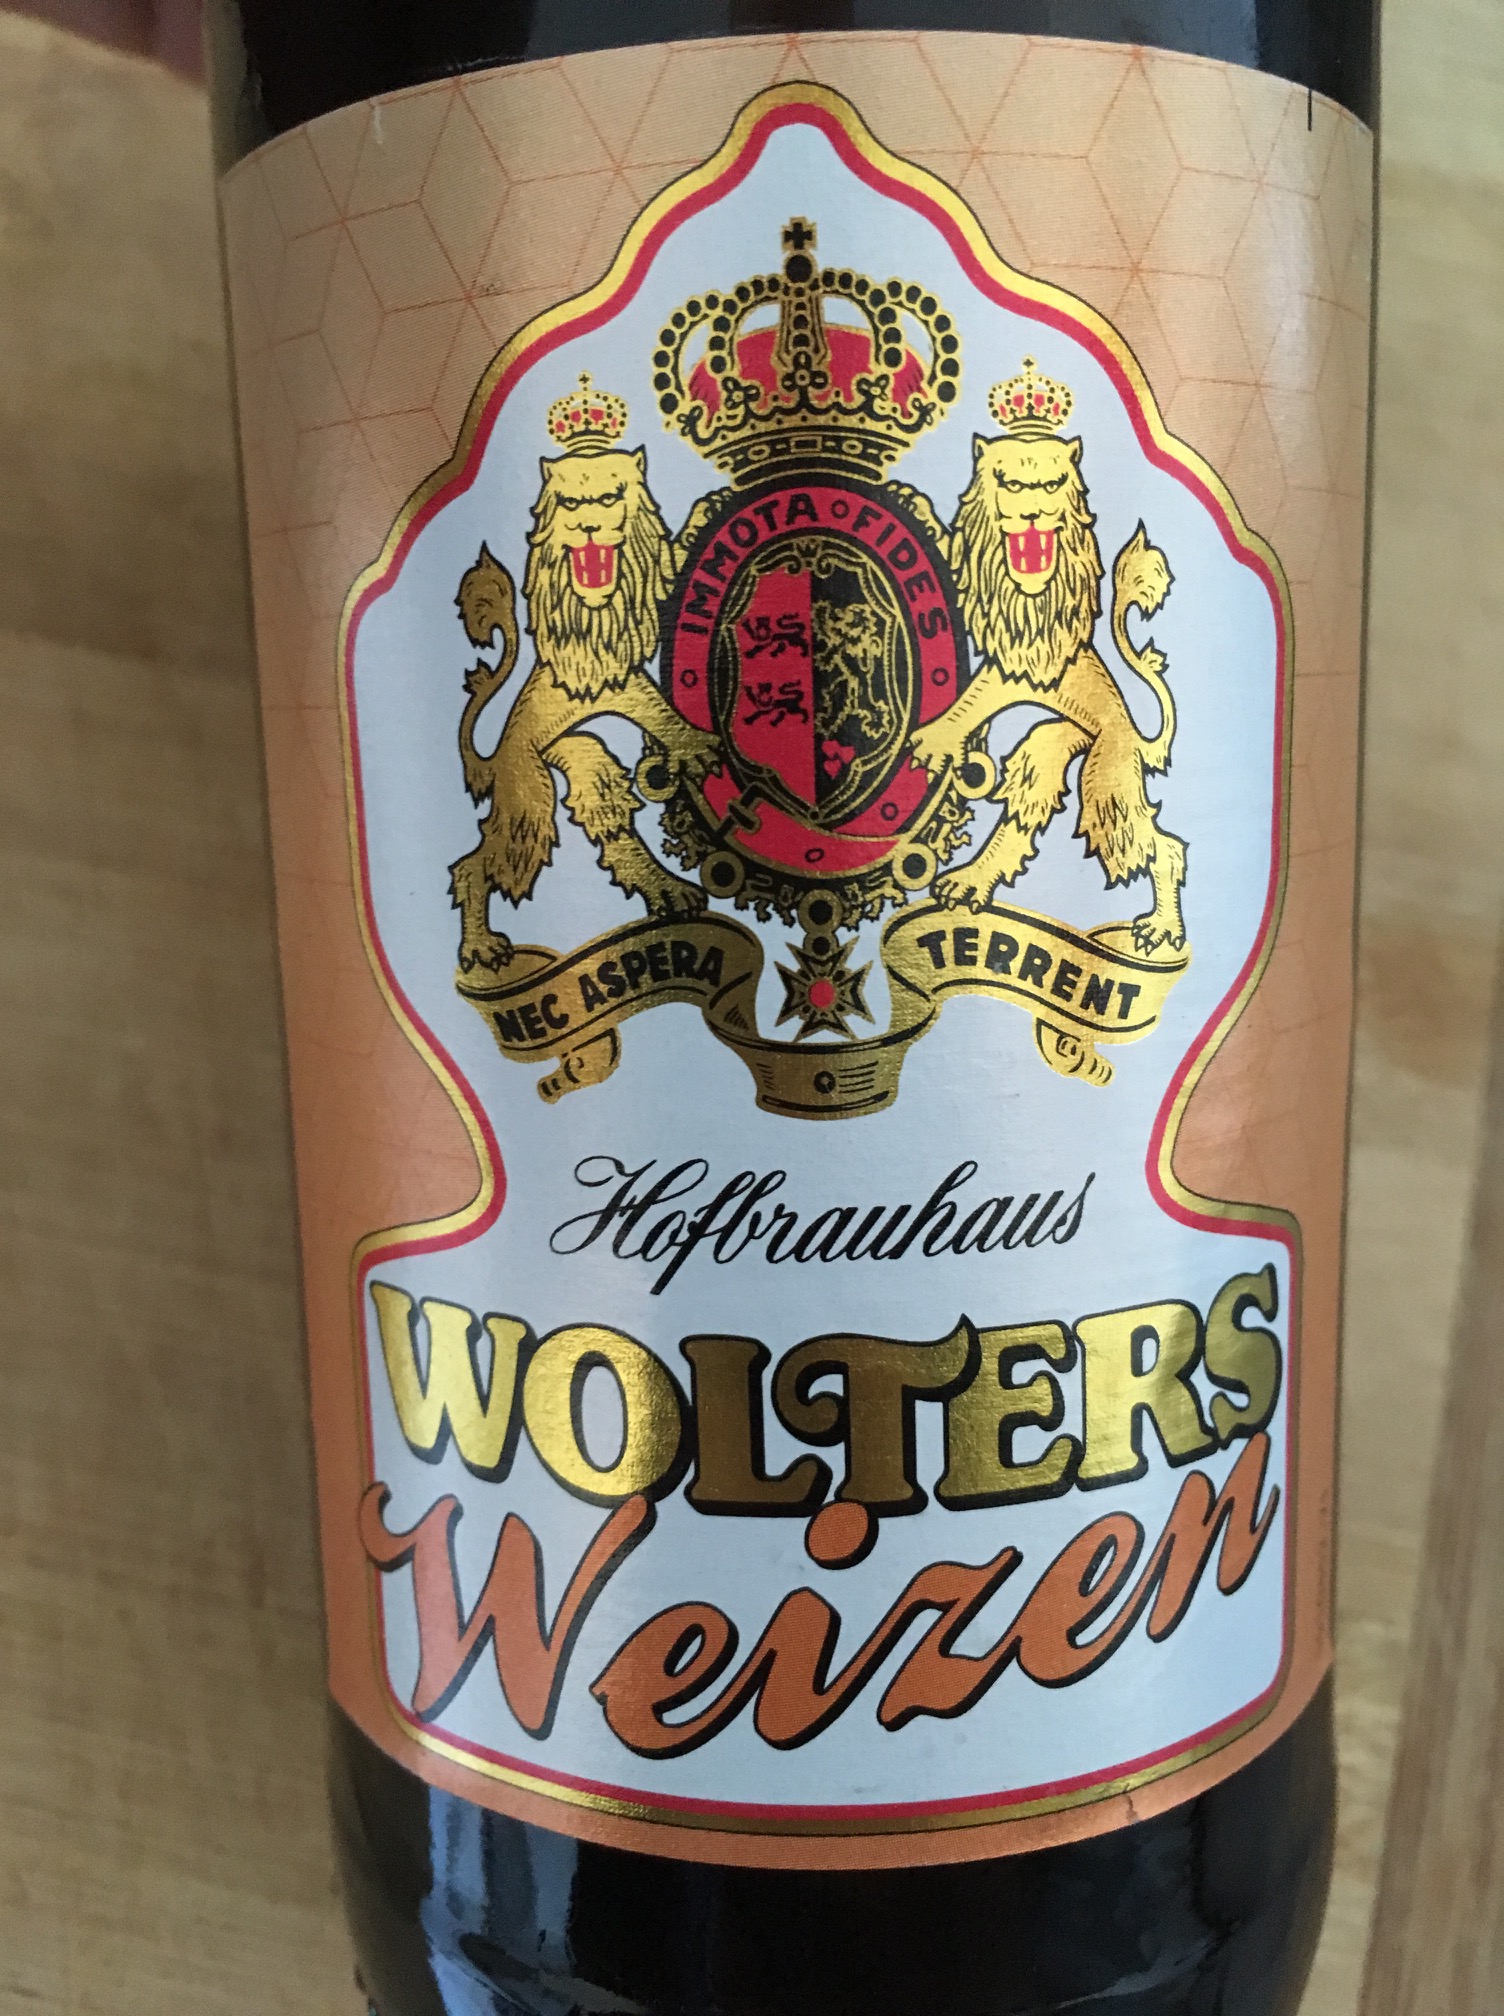 IMMOTA FIDES
NEC ASPERA TERRENT
Hofbrauhaus
WOLTERS
Weizen